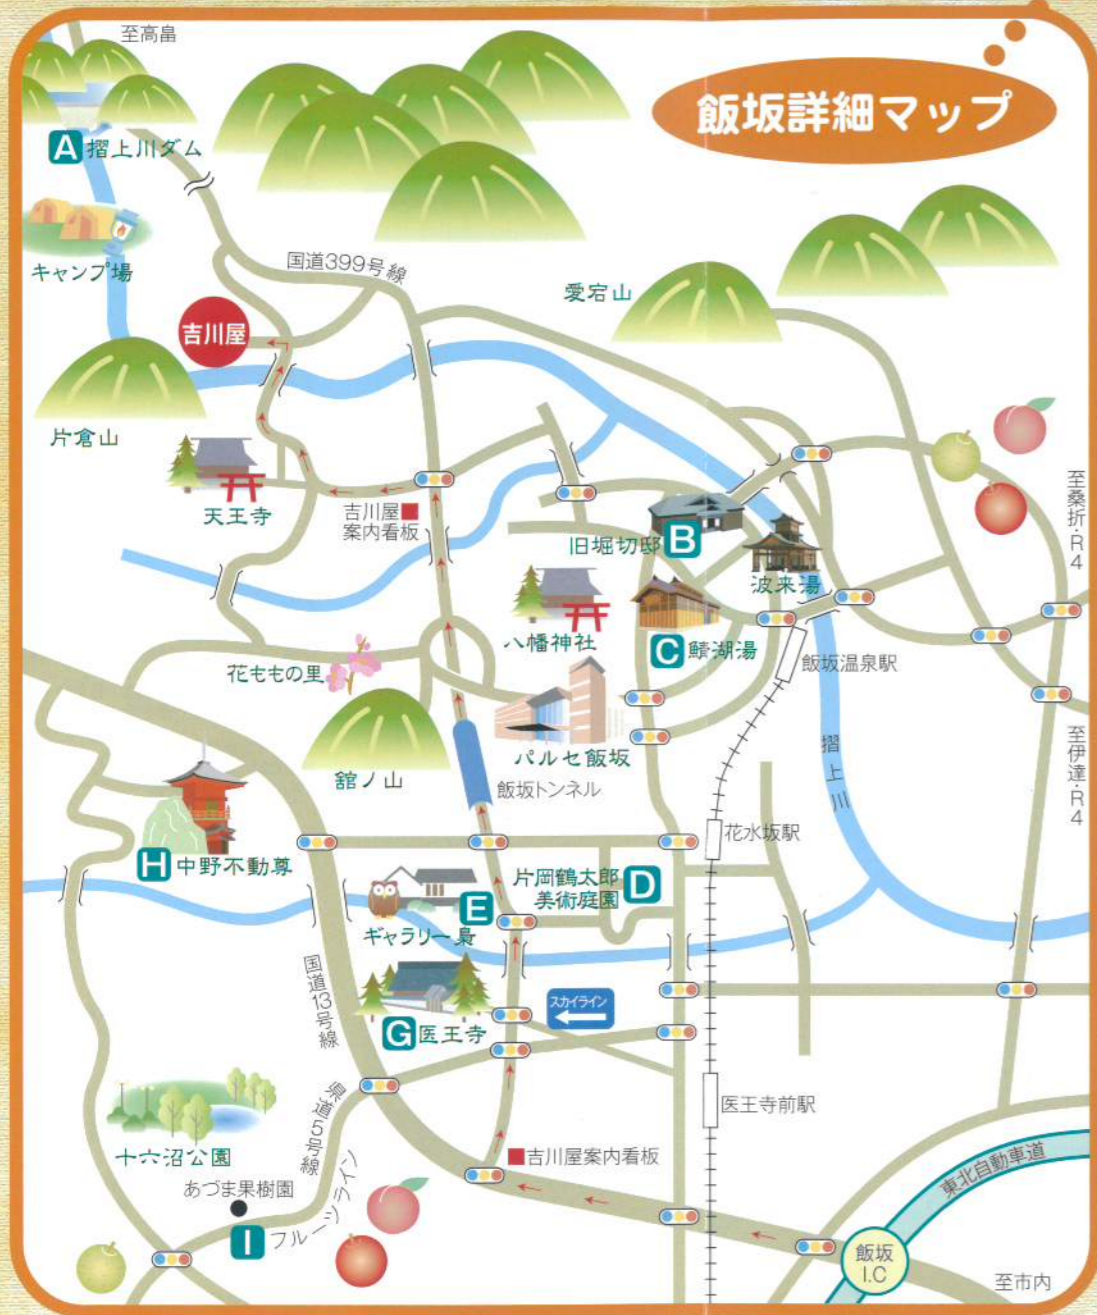 至高畠
飯坂詳細マップ
A 摺上川ダム
キャンプ場
国道399号線
愛宕山
吉川屋
片倉山
天王寺
吉川屋
案内看板
旧堀切邸 B
波来湯
至桑折・R4
八幡神社
C 鯖湖湯
飯坂温泉駅
花ももの里
パルセ飯坂
舘ノ山
飯坂トンネル
摺上川
至伊達・R4
花水坂駅
H 中野不動尊
片岡鶴太郎
美術庭園 D
E
ギャラリー梟
国道13号線
スカイライン
G 医王寺
医王寺前駅
県道5号線
十六沼公園
吉川屋案内看板
あづま果樹園
I フルーツライン
東北自動車道
飯坂
I.C
至市内